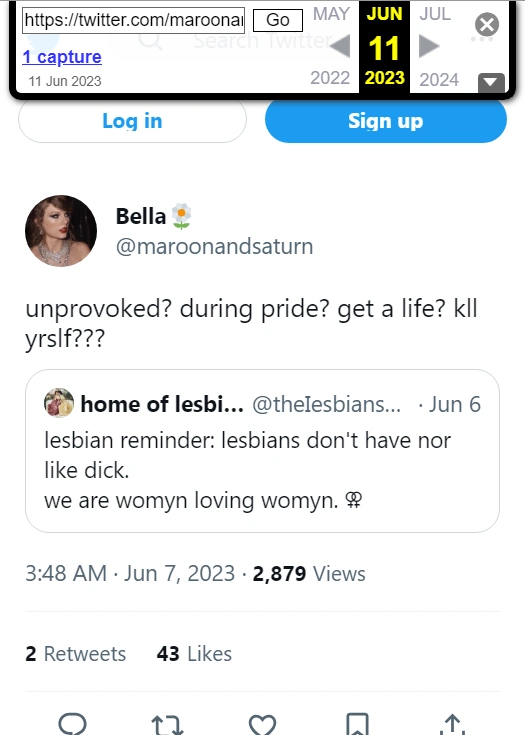 https://twitter.com/maroonar
Go
MAY JUN JUL
Search Twitter
1 capture
11
11 Jun 2023
2022 2023 2024
Log in
Sign up
Bella
@maroonandsaturn
unprovoked? during pride? get a life? kll
yrslf???
home of lesbi... @theIesbians... · Jun 6
lesbian reminder: lesbians don't have nor
like dick.
we are womyn loving womyn. ⚢
3:48 AM · Jun 7, 2023 · 2,879 Views
2 Retweets 43 Likes